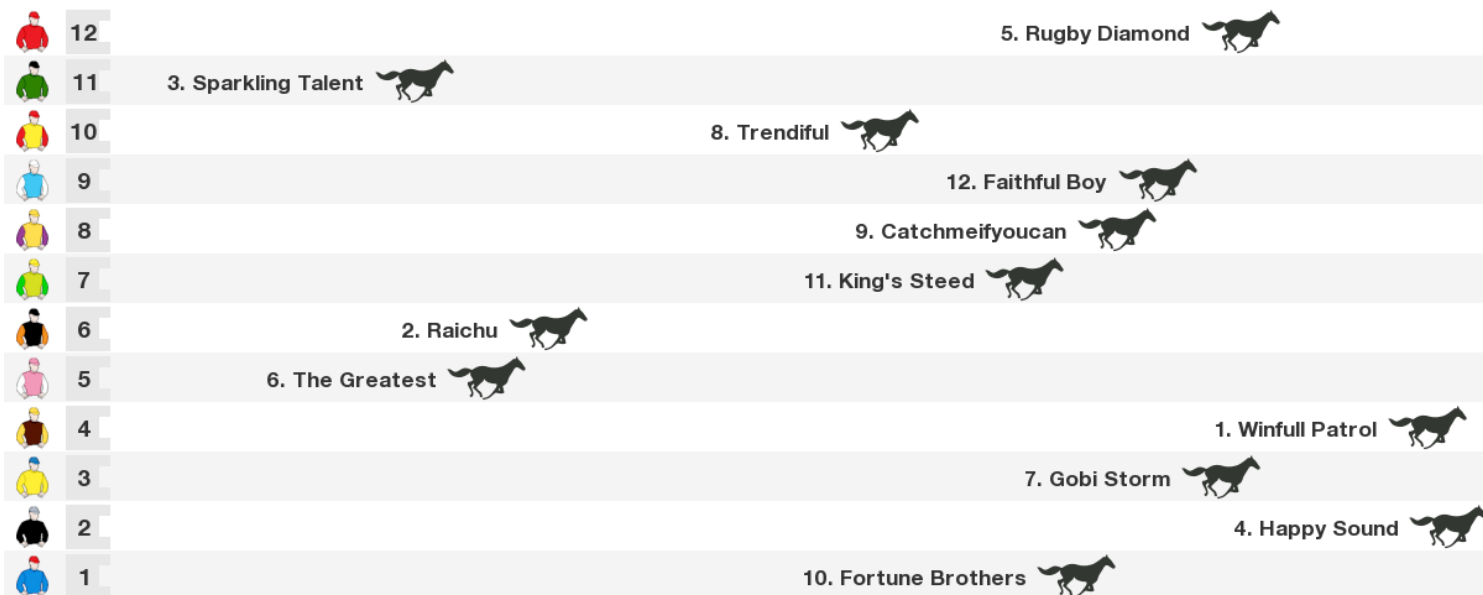 12 5. Rugby Diamond
11 3. Sparkling Talent
10 8. Trendiful
9 12. Faithful Boy
8 9. Catchmeifyoucan
7 11. King's Steed
6 2. Raichu
5 6. The Greatest
4 1. Winfull Patrol
3 7. Gobi Storm
2 4. Happy Sound
1 10. Fortune Brothers